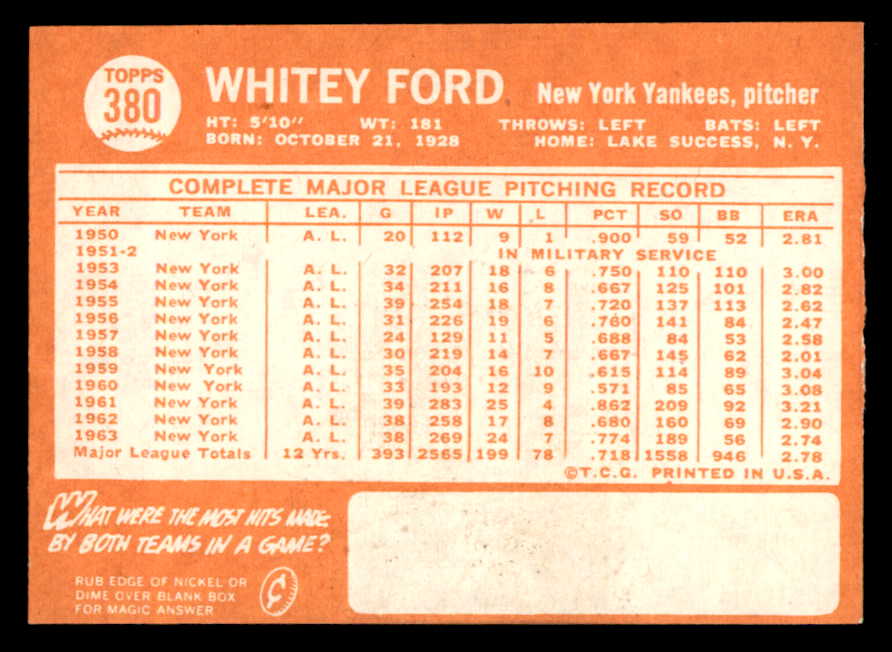 TOPPS
380
WHITEY FORD New York Yankees, pitcher
HT: 5'10" WT: 181 THROWS: LEFT BATS: LEFT
BORN: OCTOBER 21, 1928 HOME: LAKE SUCCESS, N. Y.
COMPLETE MAJOR LEAGUE PITCHING RECORD
YEAR TEAM LEA. G IP W L PCT SO BB ERA
1950 New York A. L. 20 112 9 1 .900 59 52 2.81
1951-2 IN MILITARY SERVICE
1953 New York A. L. 32 207 18 6 .750 110 110 3.00
1954 New York A. L. 34 211 16 8 .667 125 101 2.82
1955 New York A. L. 39 254 18 7 .720 137 113 2.62
1956 New York A. L. 31 226 19 6 .760 141 84 2.47
1957 New York A. L. 24 129 11 5 .688 84 53 2.58
1958 New York A. L. 30 219 14 7 .667 145 62 2.01
1959 New York A. L. 35 204 16 10 .615 114 89 3.04
1960 New York A. L. 33 193 12 9 .571 85 65 3.08
1961 New York A. L. 39 283 25 4 .862 209 92 3.21
1962 New York A. L. 38 258 17 8 .680 160 69 2.90
1963 New York A. L. 38 269 24 7 .774 189 56 2.74
Major League Totals 12 Yrs. 393 2565 199 78 .718 1558 946 2.78
©T.C.G. PRINTED IN U.S.A.
WHAT WERE THE MOST HITS MADE
BY BOTH TEAMS IN A GAME?
RUB EDGE OF NICKEL OR
DIME OVER BLANK BOX
FOR MAGIC ANSWER
¢